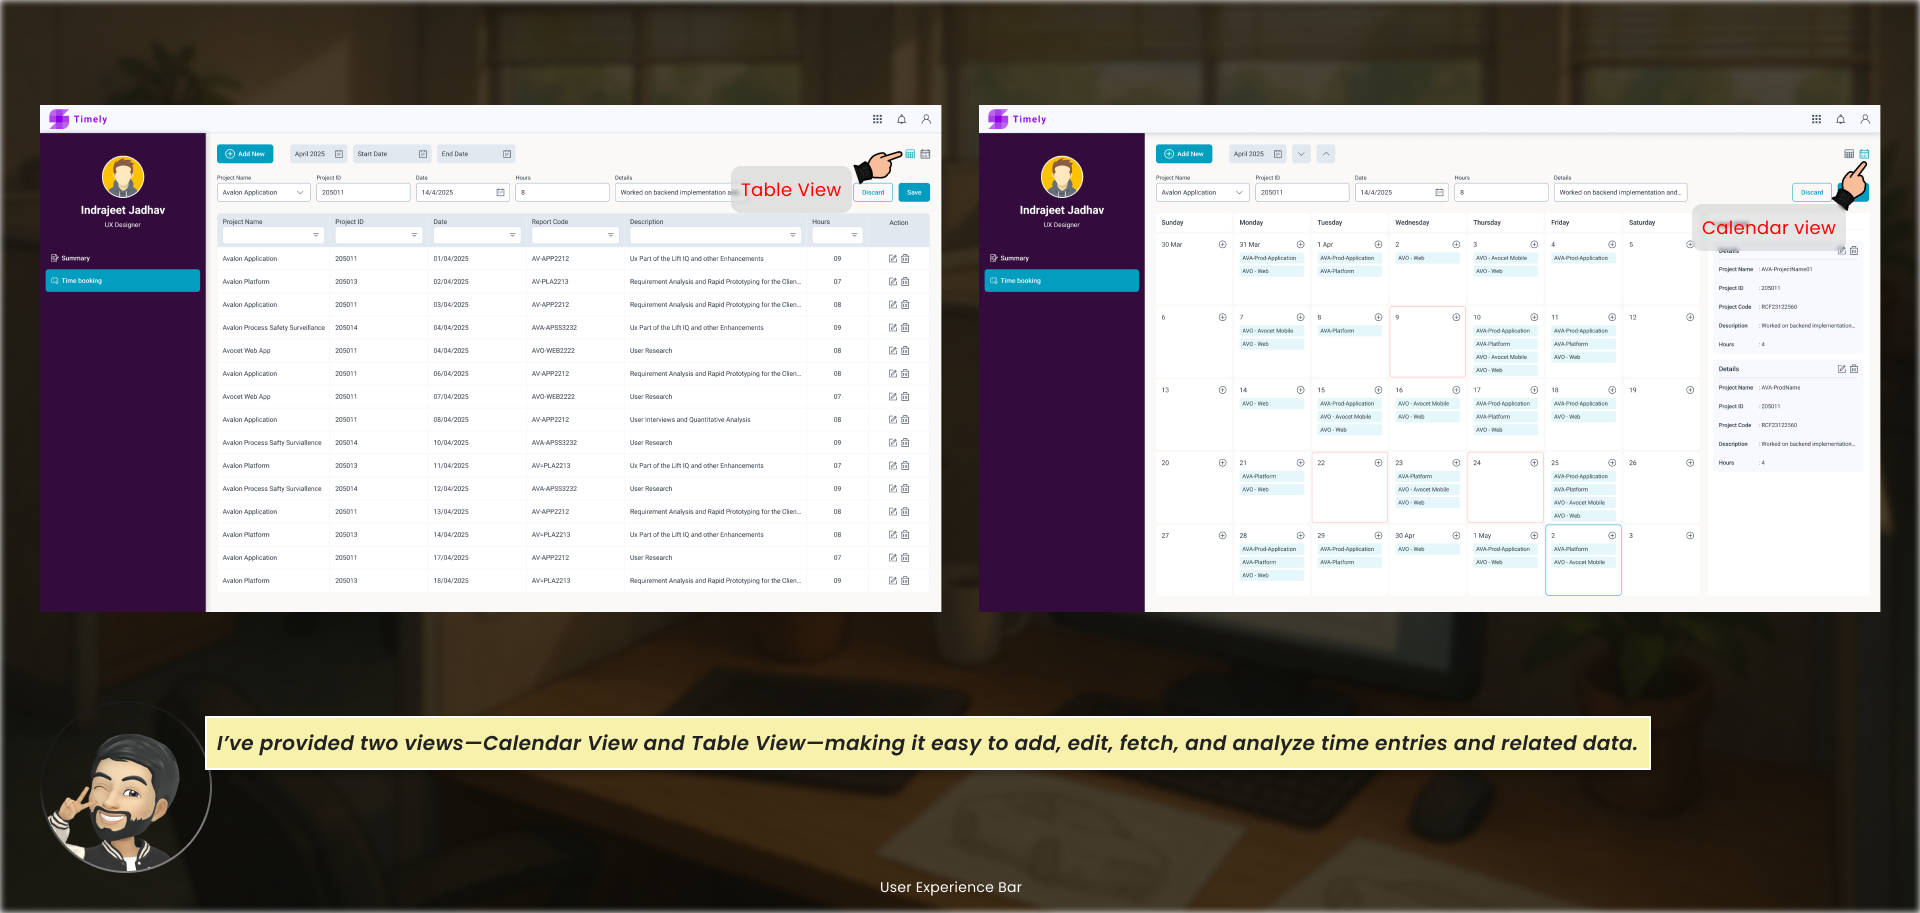 Timely
Indrajeet Jadhav
UX Designer
Summary
Time booking
Add New
April 2025
Start Date
End Date
Project Name
Project ID
Date
Hours
Details
Avalon Application
205011
14/4/2025
8
Worked on backend implementation
Table View
Discard
Save
Project Name Project ID Date Report Code Description Hours Action
Avalon Application 205011 01/04/2025 AV-APP2212 Ux Part of the Lift IQ and other Enhancements 09
Avalon Platform 205013 02/04/2025 AV-PLA2213 Requirement Analysis and Rapid Prototyping for the Clien... 07
Avalon Application 205011 03/04/2025 AV-APP2212 Requirement Analysis and Rapid Prototyping for the Clien... 08
Avalon Process Safety Surveillance 205014 04/04/2025 AVA-APSS3232 Ux Part of the Lift IQ and other Enhancements 09
Avocet Web App 205011 04/04/2025 AVO-WEB2222 User Research 08
Avalon Application 205011 06/04/2025 AV-APP2212 Requirement Analysis and Rapid Prototyping for the Clien... 08
Avocet Web App 205011 07/04/2025 AVO-WEB2222 User Research 07
Avalon Application 205011 08/04/2025 AV-APP2212 User Interviews and Quantitative Analysis 08
Avalon Process Safty Surviallence 205014 10/04/2025 AVA-APSS3232 User Research 09
Avalon Platform 205013 11/04/2025 AV=PLA2213 Ux Part of the Lift IQ and other Enhancements 07
Avalon Process Safty Surviallence 205014 12/04/2025 AVA-APSS3232 User Research 09
Avalon Application 205011 13/04/2025 AV-APP2212 Requirement Analysis and Rapid Prototyping for the Clien... 08
Avalon Platform 205013 14/04/2025 AV=PLA2213 Ux Part of the Lift IQ and other Enhancements 08
Avalon Application 205011 17/04/2025 AV-APP2212 User Research 07
Avalon Platform 205013 18/04/2025 AV=PLA2213 Requirement Analysis and Rapid Prototyping for the Clien... 09
Timely
Indrajeet Jadhav
UX Designer
Summary
Time booking
Add New
April 2025
Project Name
Project ID
Date
Hours
Details
Avalon Application
205011
14/4/2025
8
Worked on backend implementation and...
Discard
Calendar view
Sunday Monday Tuesday Wednesday Thursday Friday Saturday
30 Mar 31 Mar 1 Apr 2 3 4 5
AVA-Prod-Application AVA-Prod-Application AVO - Web AVO - Avocet Mobile AVA-Prod-Application
AVO - Web AVA-Platform AVO - Web
6 7 8 9 10 11 12
AVO - Avocet Mobile AVA-Platform AVA-Prod-Application AVA-Prod-Application
AVO - Web AVA-Platform AVA-Platform
AVO - Avocet Mobile AVO - Web
AVO - Web
13 14 15 16 17 18 19
AVO - Web AVA-Prod-Application AVO - Avocet Mobile AVA-Prod-Application AVA-Prod-Application
AVO - Avocet Mobile AVO - Web AVA-Platform AVO - Web
AVO - Web AVO - Web
20 21 22 23 24 25 26
AVA-Platform AVA-Platform AVA-Prod-Application
AVO - Web AVO - Avocet Mobile AVA-Platform
AVO - Web AVO - Avocet Mobile
AVO - Web
27 28 29 30 Apr 1 May 2 3
AVA-Prod-Application AVA-Prod-Application AVO - Web AVA-Prod-Application AVA-Platform
AVA-Platform AVA-Platform AVO - Web AVO - Avocet Mobile
AVO - Web
Details
Project Name : AVA-ProjectName01
Project ID : 205011
Project Code : RCF23122560
Description : Worked on backend implementation...
Hours : 4
Details
Project Name : AVA-ProdName
Project ID : 205011
Project Code : RCF23122560
Description : Worked on backend implementation...
Hours : 4
I've provided two views—Calendar View and Table View—making it easy to add, edit, fetch, and analyze time entries and related data.
User Experience Bar